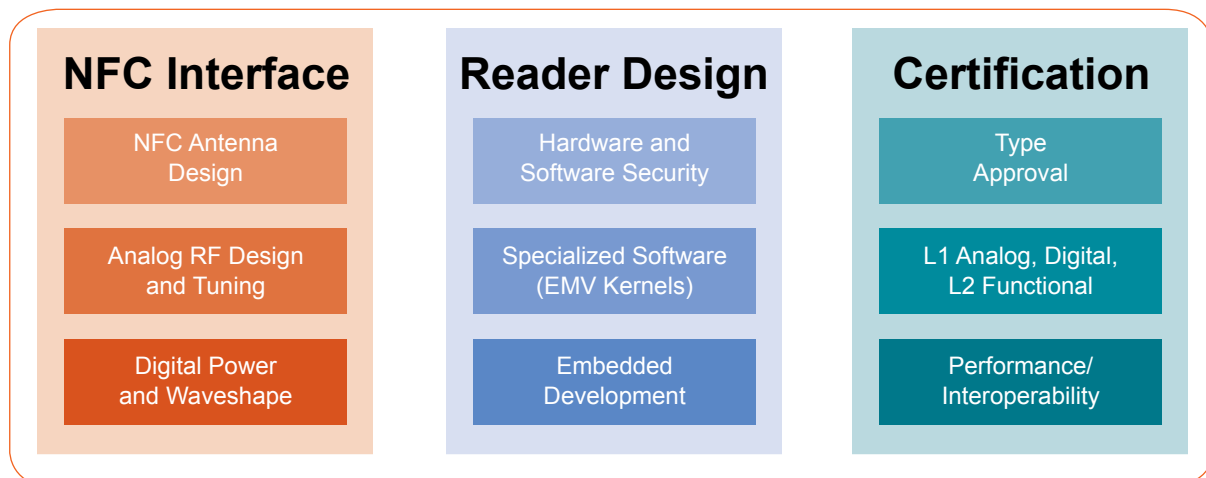 NFC Interface
NFC Antenna
Design
Analog RF Design
and Tuning
Digital Power
and Waveshape
Reader Design
Hardware and
Software Security
Specialized Software
(EMV Kernels)
Embedded
Development
Certification
Type
Approval
L1 Analog, Digital,
L2 Functional
Performance/
Interoperability